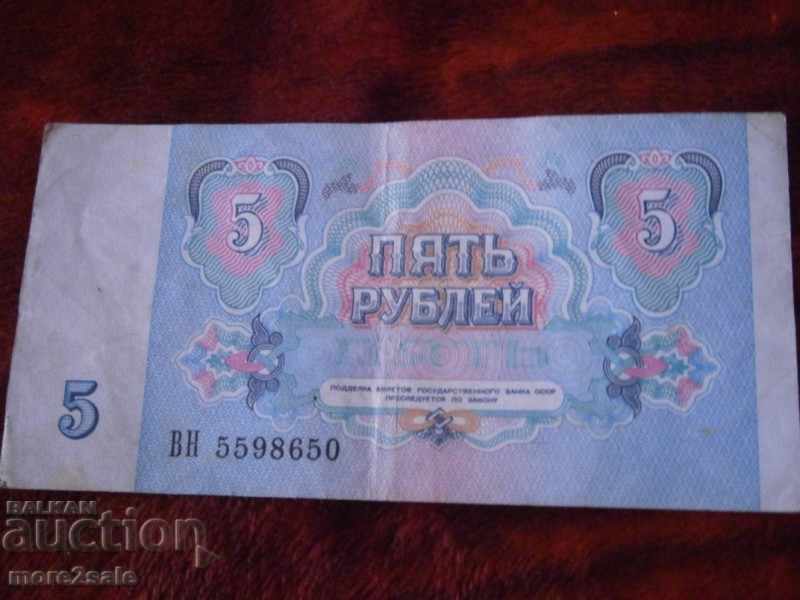 5
5
ПЯТЬ
РУБЛЕЙ
ПОДДЕЛКА БИЛЕТОВ ГОСУДАРСТВЕННОГО БАНКА СССР
ПРЕСЛЕДУЕТСЯ ПО ЗАКОНУ
5
ВН 5598650
BALKAN
auction
more2sale